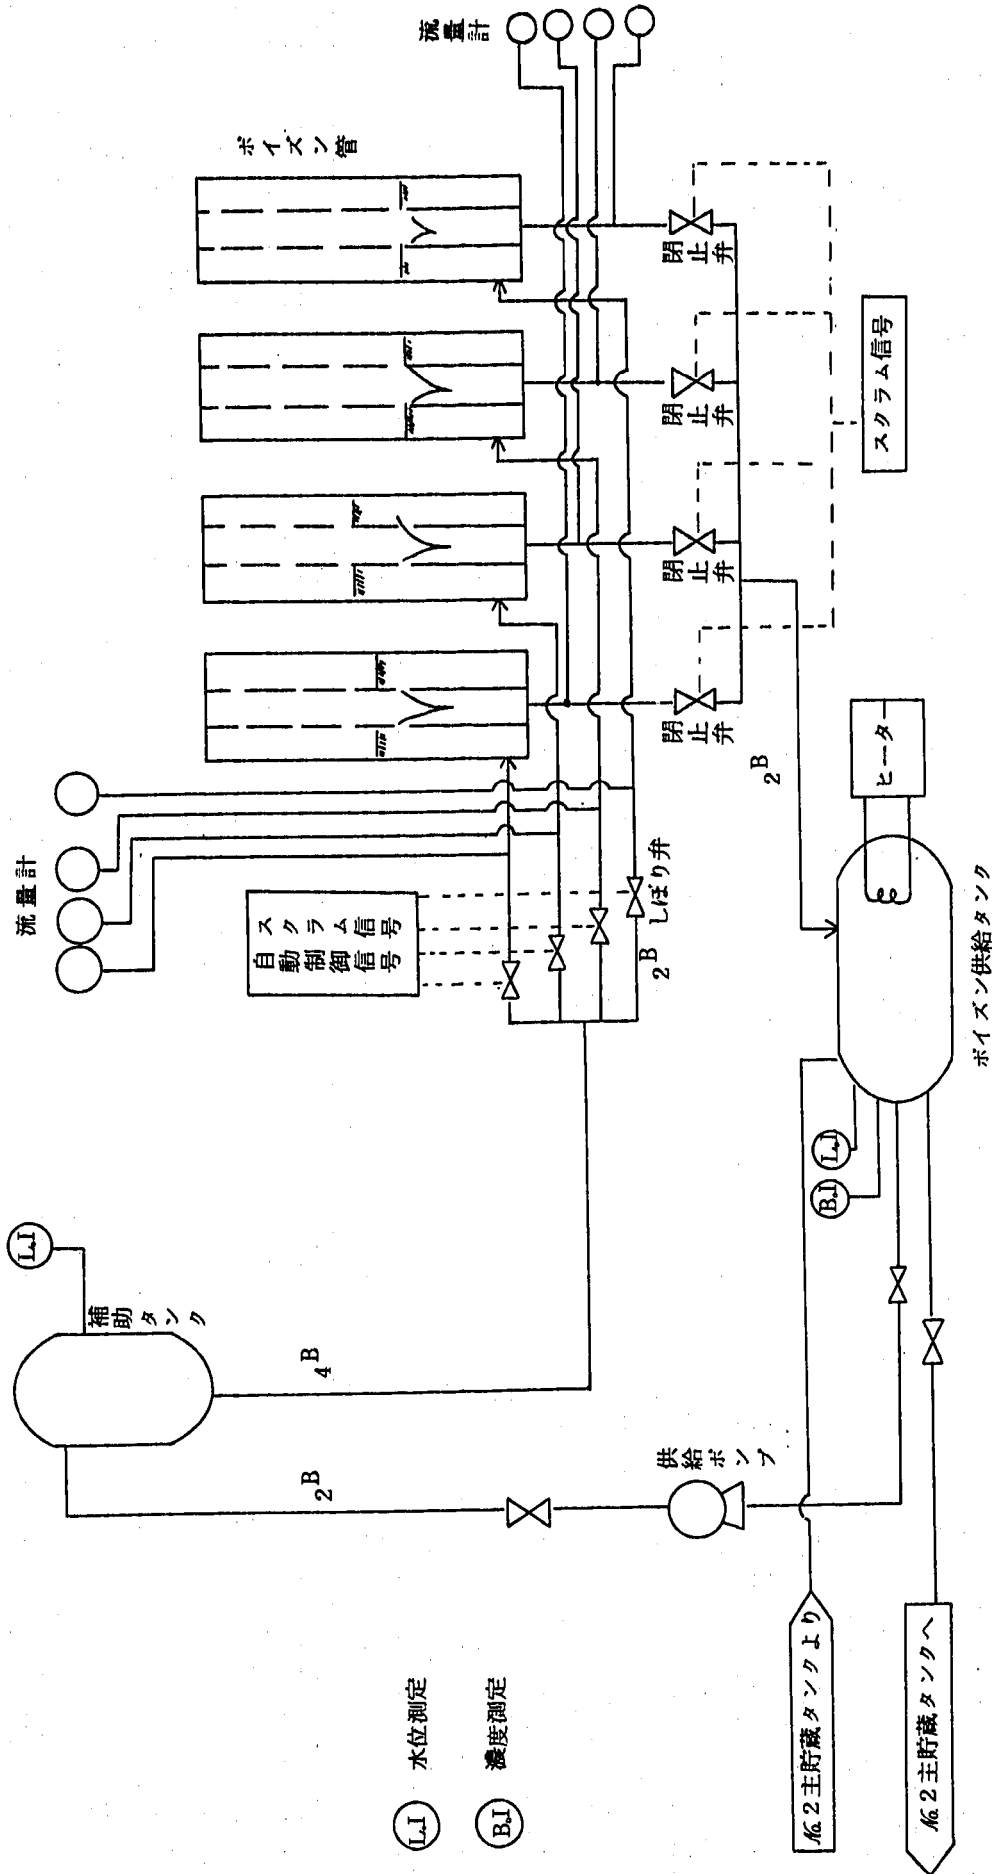 L.I
補助
タンク
2B
4B
流量計
スクラム信号
自動制御信号
しぼり弁
2B
ポイズン管
流量計
閉止弁
閉止弁
閉止弁
閉止弁
スクラム信号
2B
ヒーター
供給ポンプ
B.I
L.I
ポイズン供給タンク
№2主貯蔵タンクより
№2主貯蔵タンクへ
L.I 水位測定
B.I 濃度測定